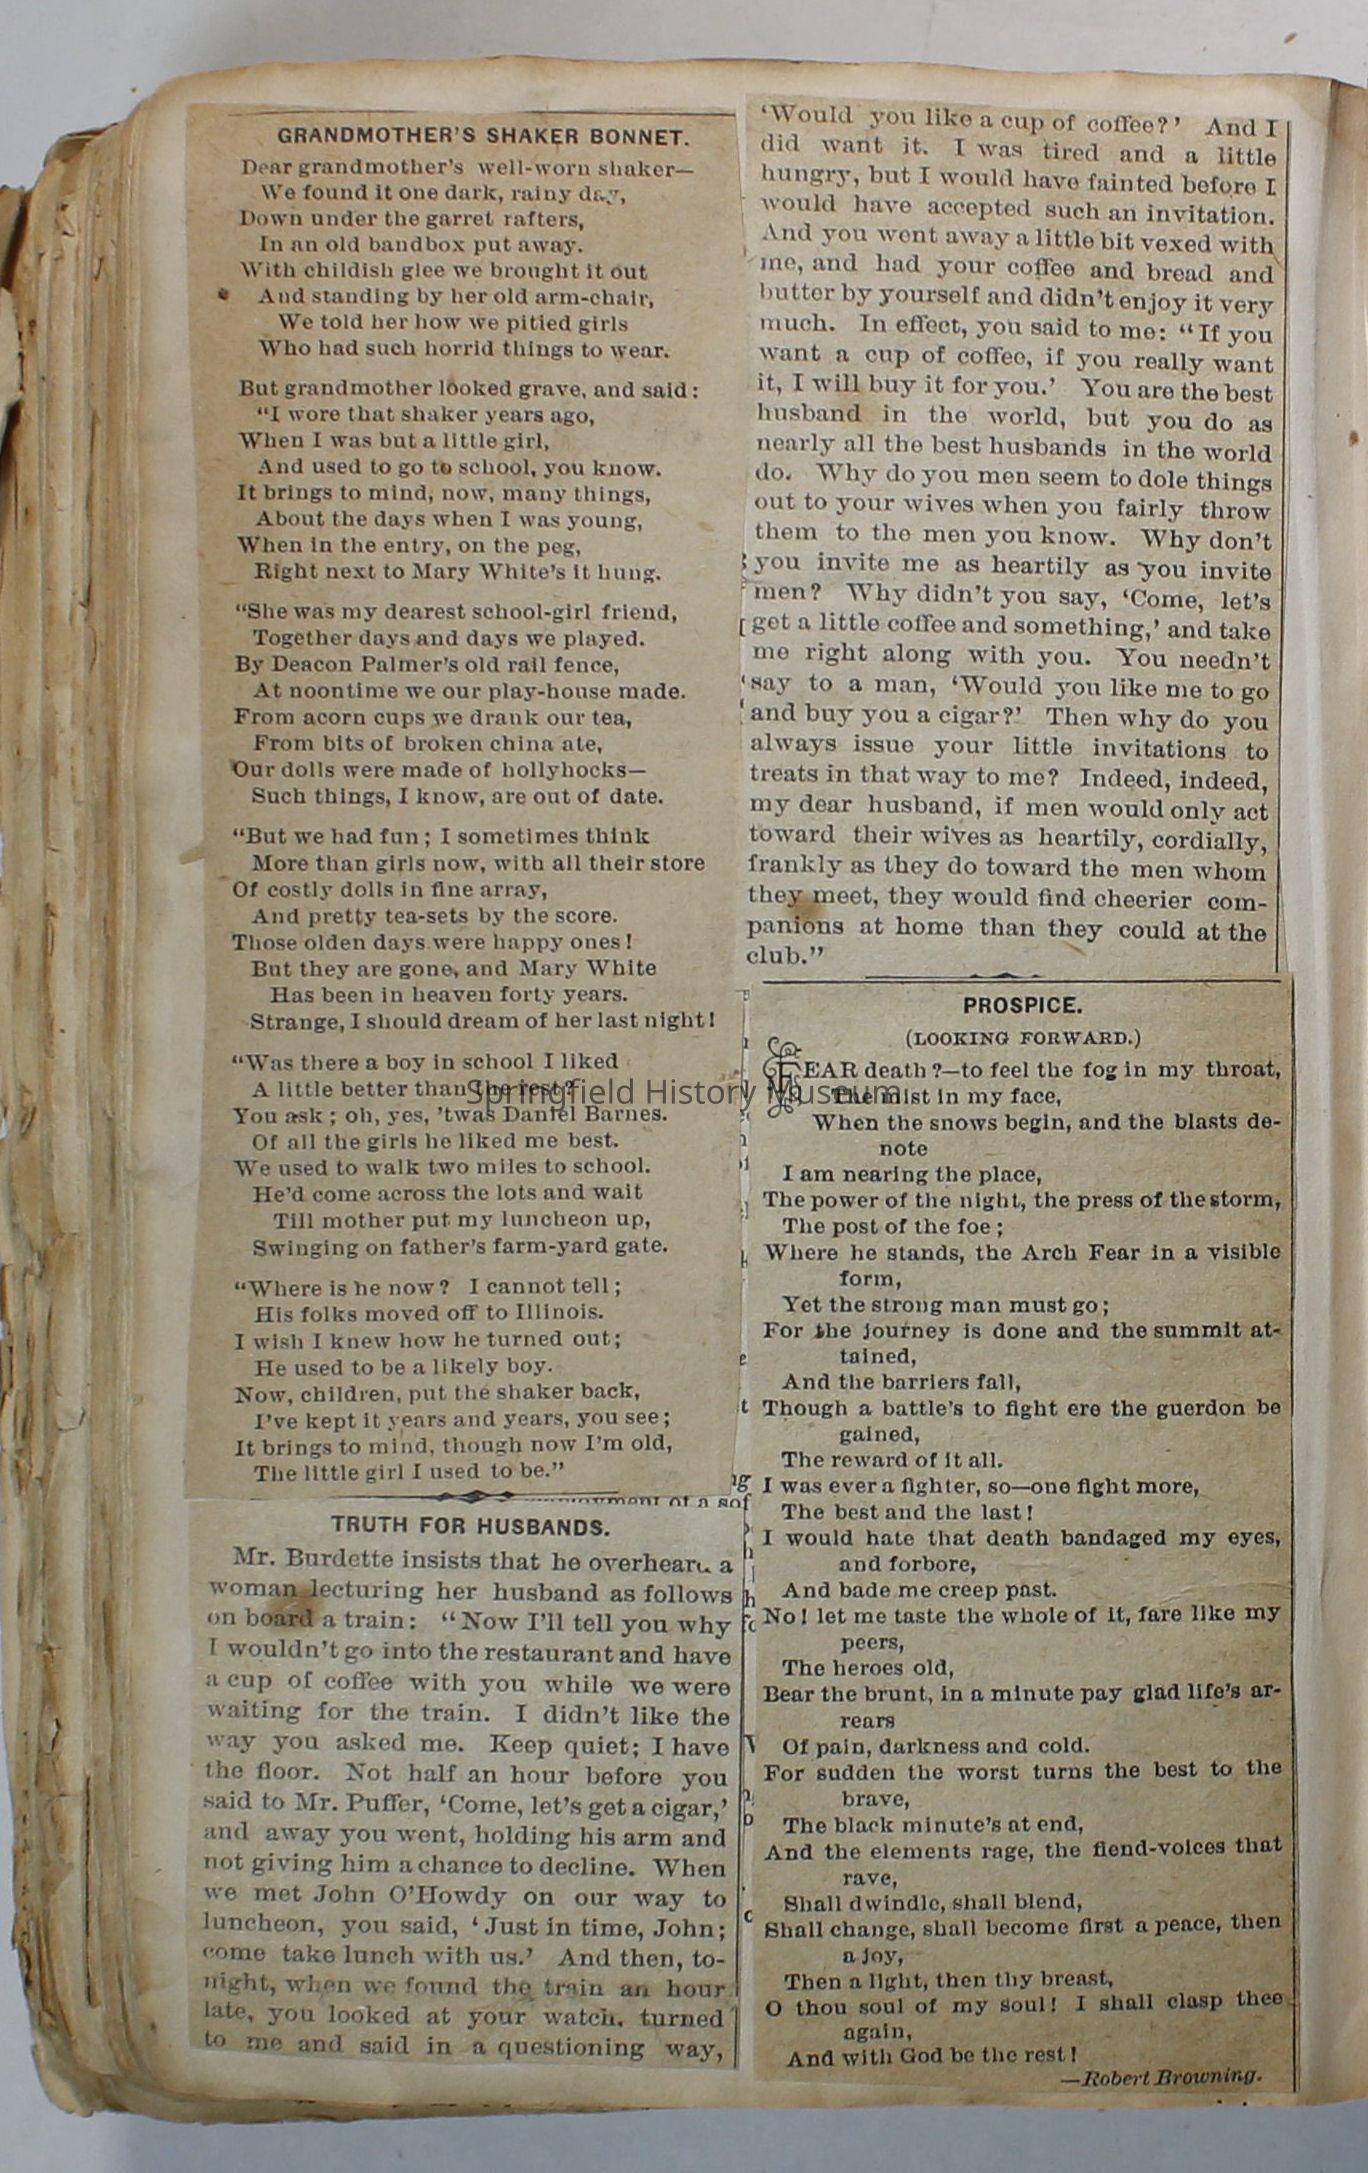 GRANDMOTHER'S SHAKER BONNET.
Dear grandmother's well-worn shaker—
We found it one dark, rainy day,
Down under the garret rafters,
In an old bandbox put away.
With childish glee we brought it out
And standing by her old arm-chair,
We told her how we pitied girls
Who had such horrid things to wear.
But grandmother looked grave, and said:
"I wore that shaker years ago,
When I was but a little girl,
And used to go to school, you know.
It brings to mind, now, many things,
About the days when I was young,
When in the entry, on the peg,
Right next to Mary White's it hung.
"She was my dearest school-girl friend,
Together days and days we played.
By Deacon Palmer's old rail fence,
At noontime we our play-house made.
From acorn cups we drank our tea,
From bits of broken china ate,
Our dolls were made of hollyhocks—
Such things, I know, are out of date.
"But we had fun; I sometimes think
More than girls now, with all their store
Of costly dolls in fine array,
And pretty tea-sets by the score.
Those olden days were happy ones!
But they are gone, and Mary White
Has been in heaven forty years.
Strange, I should dream of her last night!
"Was there a boy in school I liked
A little better than the rest?
You ask; oh, yes, 'twas Daniel Barnes.
Of all the girls he liked me best.
We used to walk two miles to school.
He'd come across the lots and wait
Till mother put my luncheon up,
Swinging on father's farm-yard gate.
"Where is he now? I cannot tell;
His folks moved off to Illinois.
I wish I knew how he turned out;
He used to be a likely boy.
Now, children, put the shaker back,
I've kept it years and years, you see;
It brings to mind, though now I'm old,
The little girl I used to be."
TRUTH FOR HUSBANDS.
Mr. Burdette insists that he overheard a
woman lecturing her husband as follows
on board a train: "Now I'll tell you why
I wouldn't go into the restaurant and have
a cup of coffee with you while we were
waiting for the train. I didn't like the
way you asked me. Keep quiet; I have
the floor. Not half an hour before you
said to Mr. Puffer, 'Come, let's get a cigar,'
and away you went, holding his arm and
not giving him a chance to decline. When
we met John O'Howdy on our way to
luncheon, you said, 'Just in time, John;
come take lunch with us.' And then, to-
night, when we found the train an hour
late, you looked at your watch, turned
to me and said in a questioning way,
'Would you like a cup of coffee?' And I
did want it. I was tired and a little
hungry, but I would have fainted before I
would have accepted such an invitation.
And you went away a little bit vexed with
me, and had your coffee and bread and
butter by yourself and didn't enjoy it very
much. In effect, you said to me: "If you
want a cup of coffee, if you really want
it, I will buy it for you.' You are the best
husband in the world, but you do as
nearly all the best husbands in the world
do. Why do you men seem to dole things
out to your wives when you fairly throw
them to the men you know. Why don't
you invite me as heartily as you invite
men? Why didn't you say, 'Come, let's
get a little coffee and something,' and take
me right along with you. You needn't
say to a man, 'Would you like me to go
and buy you a cigar?' Then why do you
always issue your little invitations to
treats in that way to me? Indeed, indeed,
my dear husband, if men would only act
toward their wives as heartily, cordially,
frankly as they do toward the men whom
they meet, they would find cheerier com-
panions at home than they could at the
club."
PROSPICE.
(LOOKING FORWARD.)
FEAR death?—to feel the fog in my throat,
The mist in my face,
When the snows begin, and the blasts de-
note
I am nearing the place,
The power of the night, the press of the storm,
The post of the foe;
Where he stands, the Arch Fear in a visible
form,
Yet the strong man must go;
For the journey is done and the summit at-
tained,
And the barriers fall,
Though a battle's to fight ere the guerdon be
gained,
The reward of it all.
I was ever a fighter, so—one fight more,
The best and the last!
I would hate that death bandaged my eyes,
and forbore,
And bade me creep past.
No! let me taste the whole of it, fare like my
peers,
The heroes old,
Bear the brunt, in a minute pay glad life's ar-
rears
Of pain, darkness and cold.
For sudden the worst turns the best to the
brave,
The black minute's at end,
And the elements rage, the fiend-voices that
rave,
Shall dwindle, shall blend,
Shall change, shall become first a peace, then
a joy,
Then a light, then thy breast,
O thou soul of my soul! I shall clasp thee
again,
And with God be the rest!
—Robert Browning.
Springfield History Museum